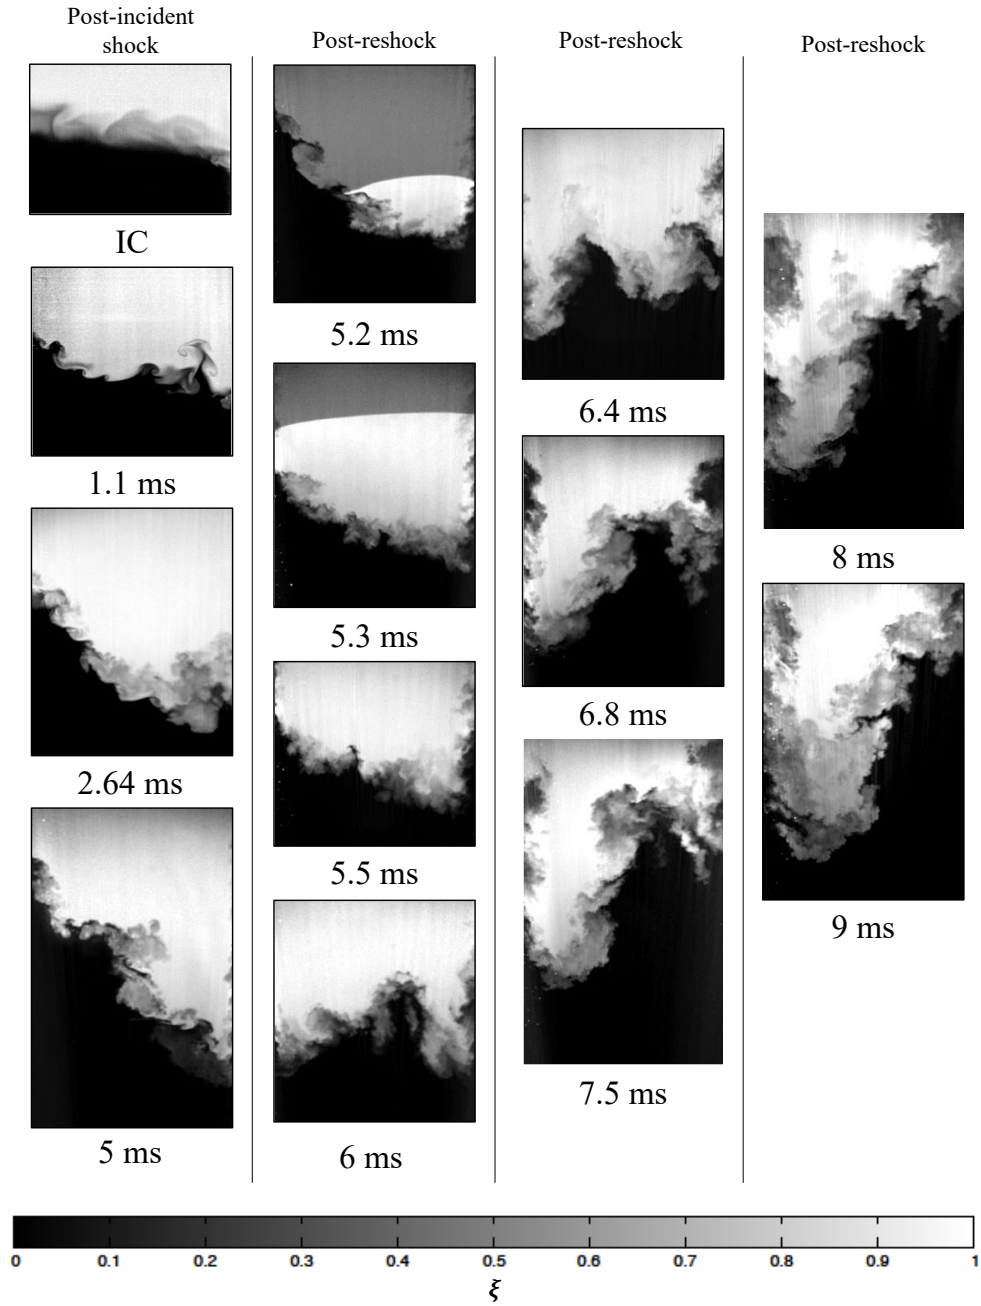 Post-incident
shock
Post-reshock
Post-reshock
Post-reshock
IC
1.1 ms
2.64 ms
5 ms
5.2 ms
5.3 ms
5.5 ms
6 ms
6.4 ms
6.8 ms
7.5 ms
8 ms
9 ms
0 0.1 0.2 0.3 0.4 0.5 0.6 0.7 0.8 0.9 1
ξ